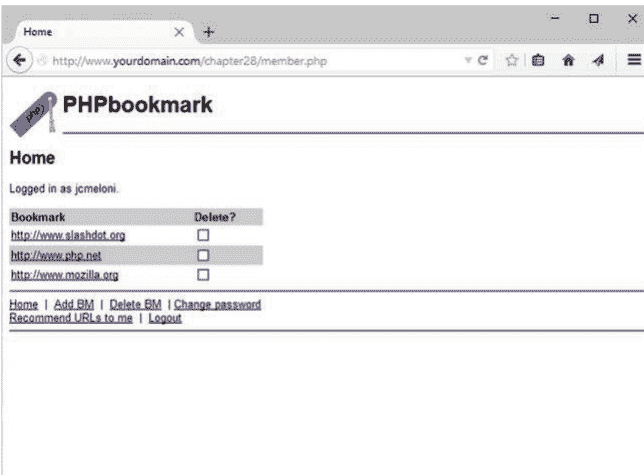 Home
http://www.yourdomain.com/chapter28/member.php
php
PHPbookmark
Home
Logged in as jcmeloni.
Bookmark Delete?
http://www.slashdot.org
http://www.php.net
http://www.mozilla.org
Home | Add BM | Delete BM | Change password
Recommend URLs to me | Logout